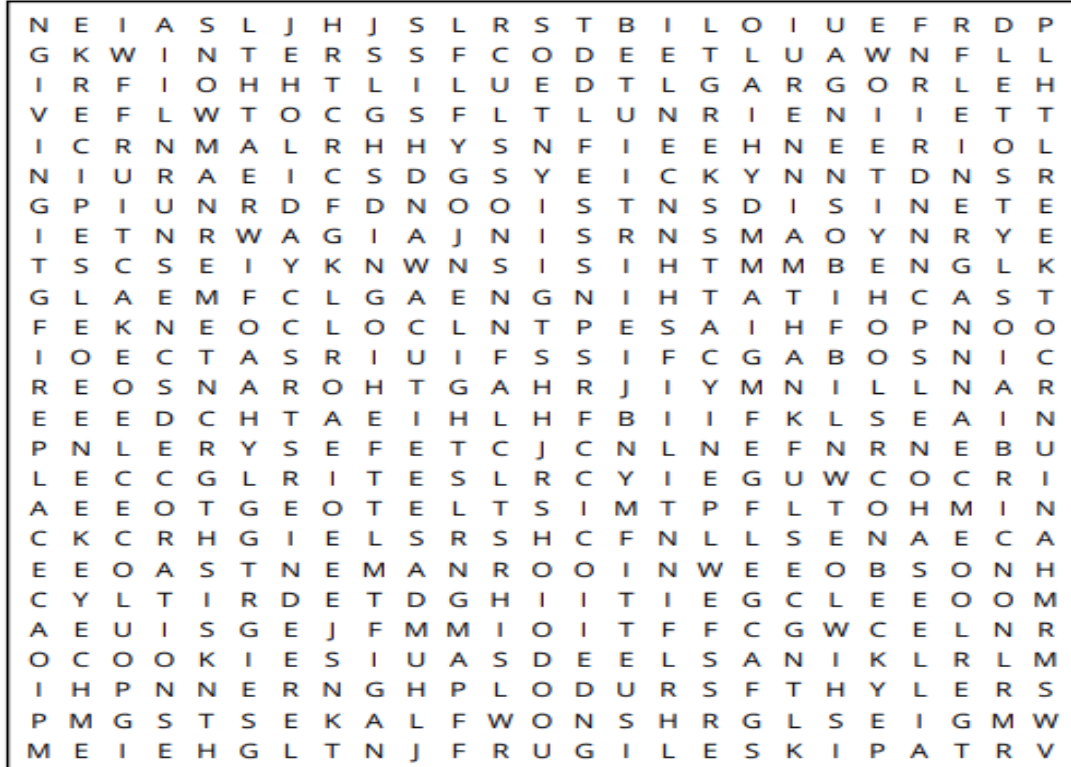 N E I A S L J H J S L R S T B I L O I U E F R D P
G K W I N T E R S S F C O D E E T L U A W N F L L
I R F I O H H T L I L U E D T L G A R G O R L E H
V E F L W T O C G S F L T L U N R I E N I I E T T
I C R N M A L R H H Y S N F I E E H N E E R I O L
N I U R A E I C S D G S Y E I C K Y N N T D N S R
G P I U N R D F D N O O I S T N S D I S I N E T E
I E T N R W A G I A J N I S R N S M A O Y N R Y E
T S C S E I Y K N W N S I S I H T M M B E N G L K
G L A E M F C L G A E N G N I H T A T I H C A S T
F E K N E O C L O C L N T P E S A I H F O P N O O
I O E C T A S R I U I F S S I F C G A B O S N I C
R E O S N A R O H T G A H R J I Y M N I L L N A R
E E E D C H T A E I H L H F B I I F K L S E A I N
P N L E R Y S E F E T C J C N L N E F N R N E B U
L E C C G L R I T E S L R C Y I E G U W C O C R I
A E E O T G E O T E L T S I M T P F L T O H M I N
C K C R H G I E L S R S H C F N L L S E N A E C A
E E O A S T N E M A N R O O I N W E E O B S O N H
C Y L T I R D E T D G H I I T I E G C L E E O O M
A E U I S G E J F M M I O I T F F C G W C E L N R
O C O O K I E S I U A S D E E L S A N I K L R L M
I H P N N E R N G H P L O D U R S F T H Y L E R S
P M G S T S E K A L F W O N S H R G L S E I G M W
M E I E H G L T N J F R U G I L E S K I P A T R V